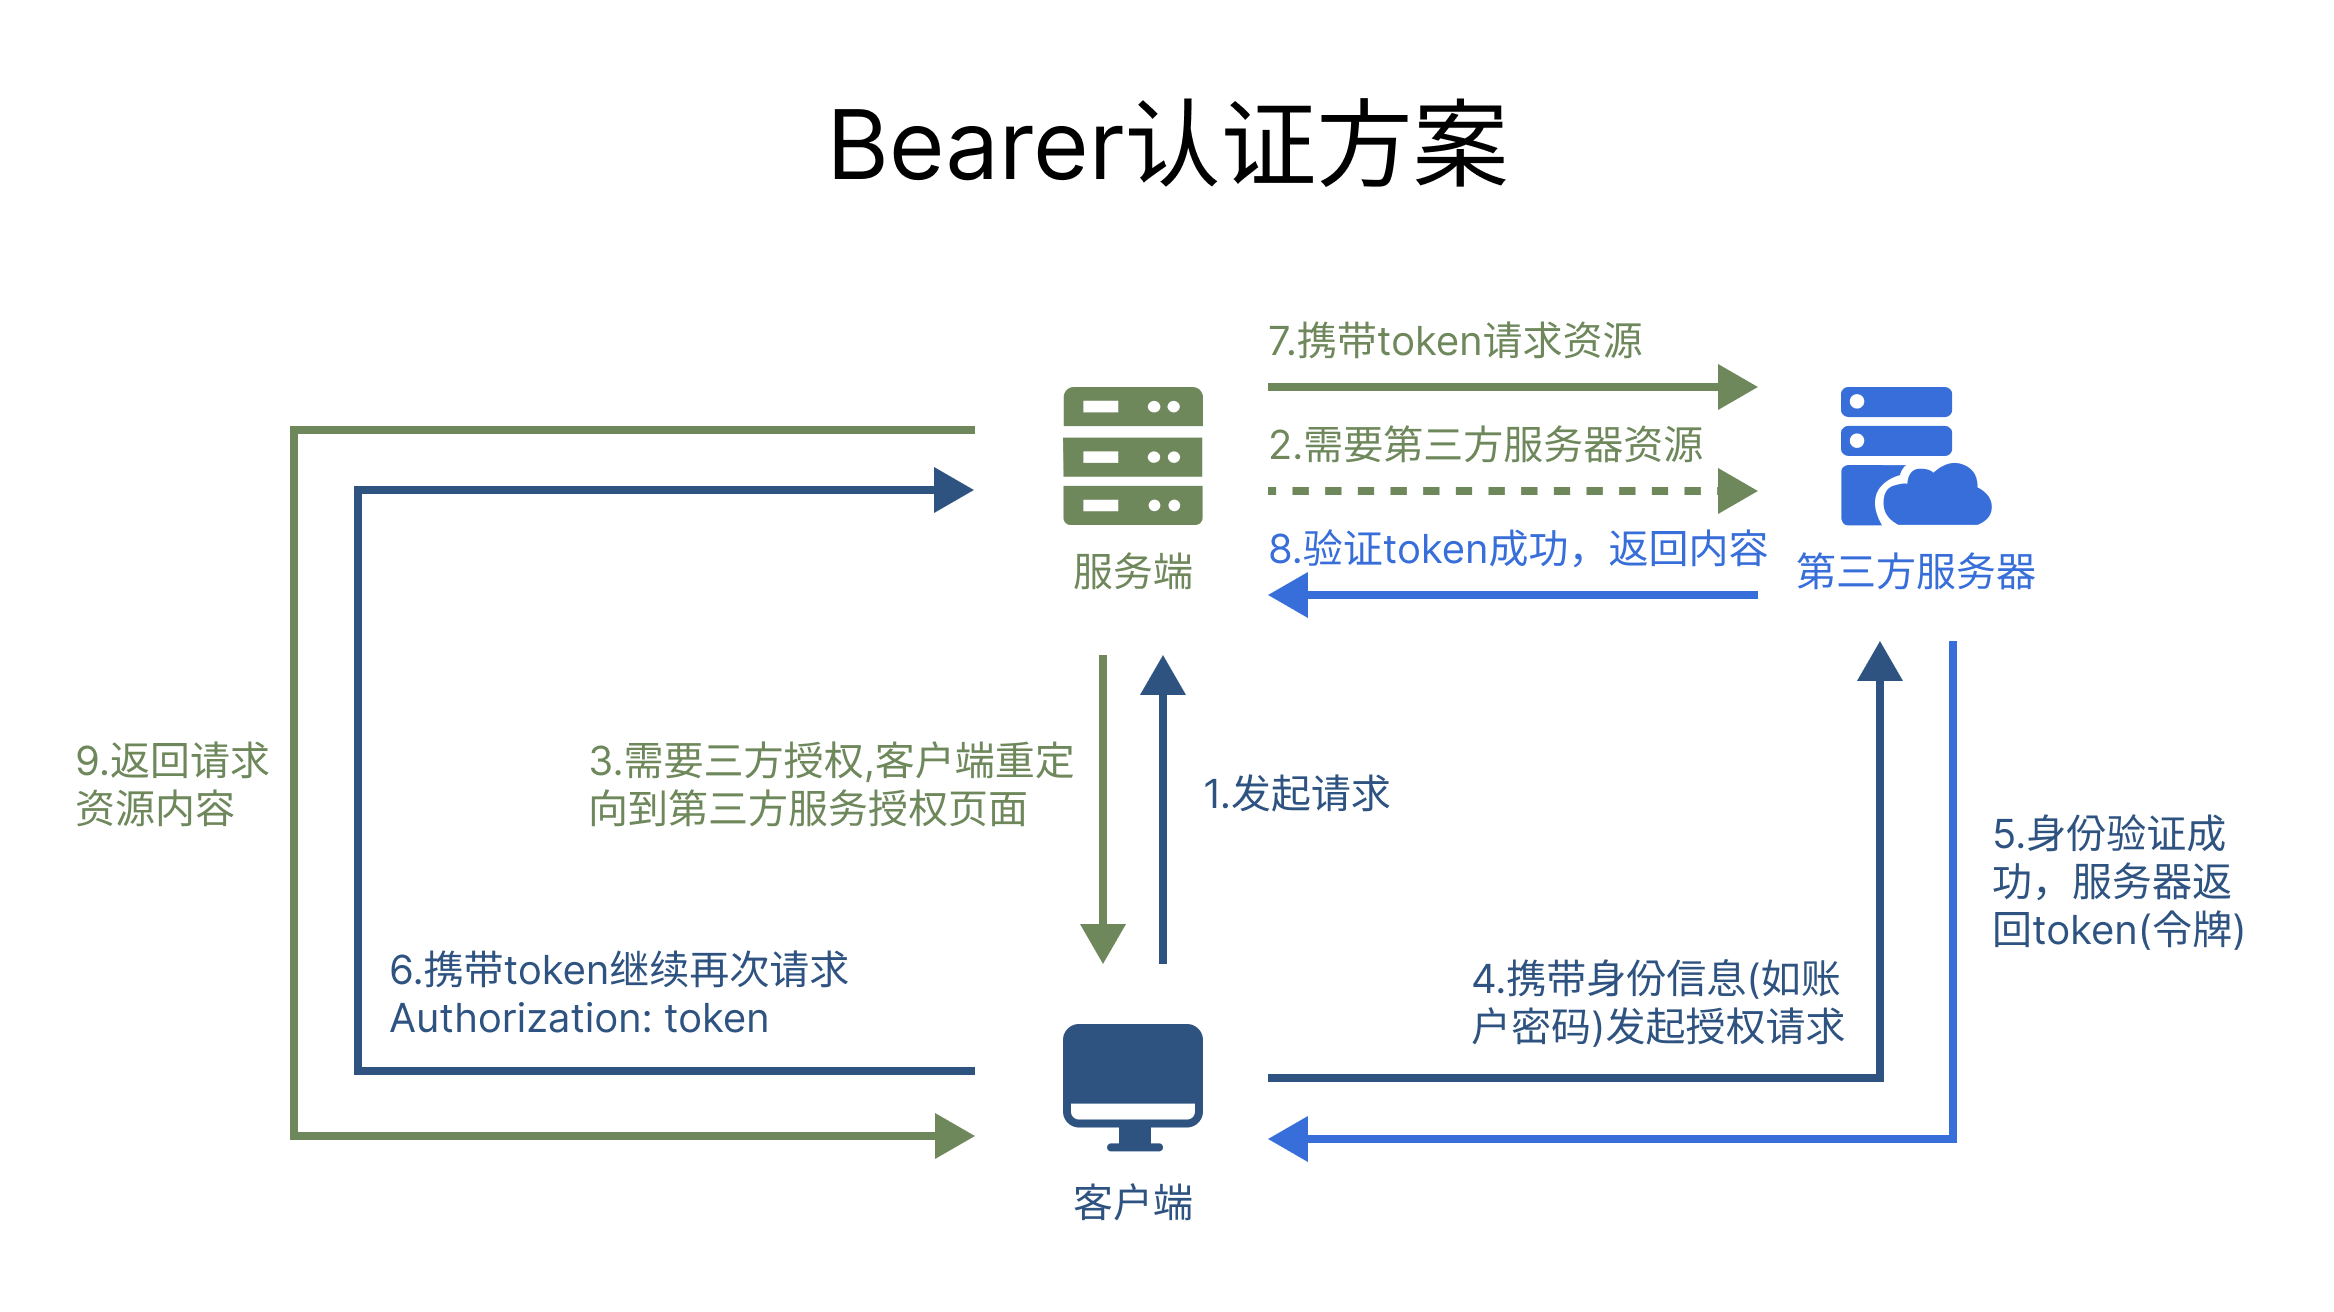 Bearer认证方案
7.携带token请求资源
2.需要第三方服务器资源
8.验证token成功，返回内容
服务端
第三方服务器
9.返回请求
资源内容
3.需要三方授权,客户端重定
向到第三方服务授权页面
1.发起请求
5.身份验证成
功，服务器返
回token(令牌)
6.携带token继续再次请求
Authorization: token
4.携带身份信息(如账
户密码)发起授权请求
客户端